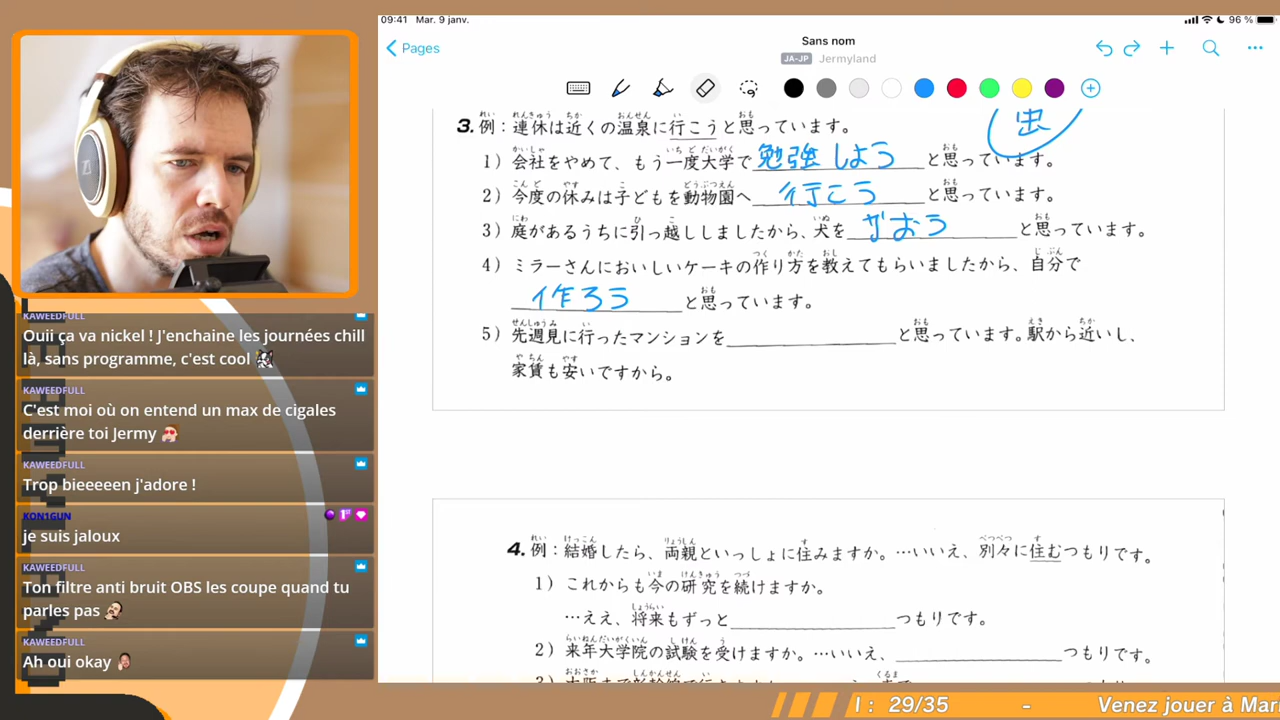 09:41 Mar. 9 janv.
96 %
Pages
Sans nom
JA-JP Jermyland
3. 例：連休は近くの温泉に行こうと思っています。
1）会社をやめて、もう一度大学で 勉強しよう と思っています。
2）今度の休みは子どもを動物園へ 行こう と思っています。
3）庭があるうちに引っ越ししましたから、犬を と思っています。
4）ミラーさんにおいしいケーキの作り方を教えてもらいましたから、自分で
作ろう と思っています。
5）先週見に行ったマンションを と思っています。駅から近いし、
家賃も安いですから。
4. 例：結婚したら、両親といっしょに住みますか。…いいえ、別々に住むつもりです。
1）これからも今の研究を続けますか。
…ええ、将来もずっと つもりです。
2）来年大学院の試験を受けますか。…いいえ、 つもりです。
KAWEEDFULL
Ouii ça va nickel ! J'enchaine les journées chill
là, sans programme, c'est cool
KAWEEDFULL
C'est moi où on entend un max de cigales
derrière toi Jermy
KAWEEDFULL
Trop bieeeeen j'adore !
KON1GUN
je suis jaloux
KAWEEDFULL
Ton filtre anti bruit OBS les coupe quand tu
parles pas
KAWEEDFULL
Ah oui okay
I : 29/35 - Venez jouer à Mar